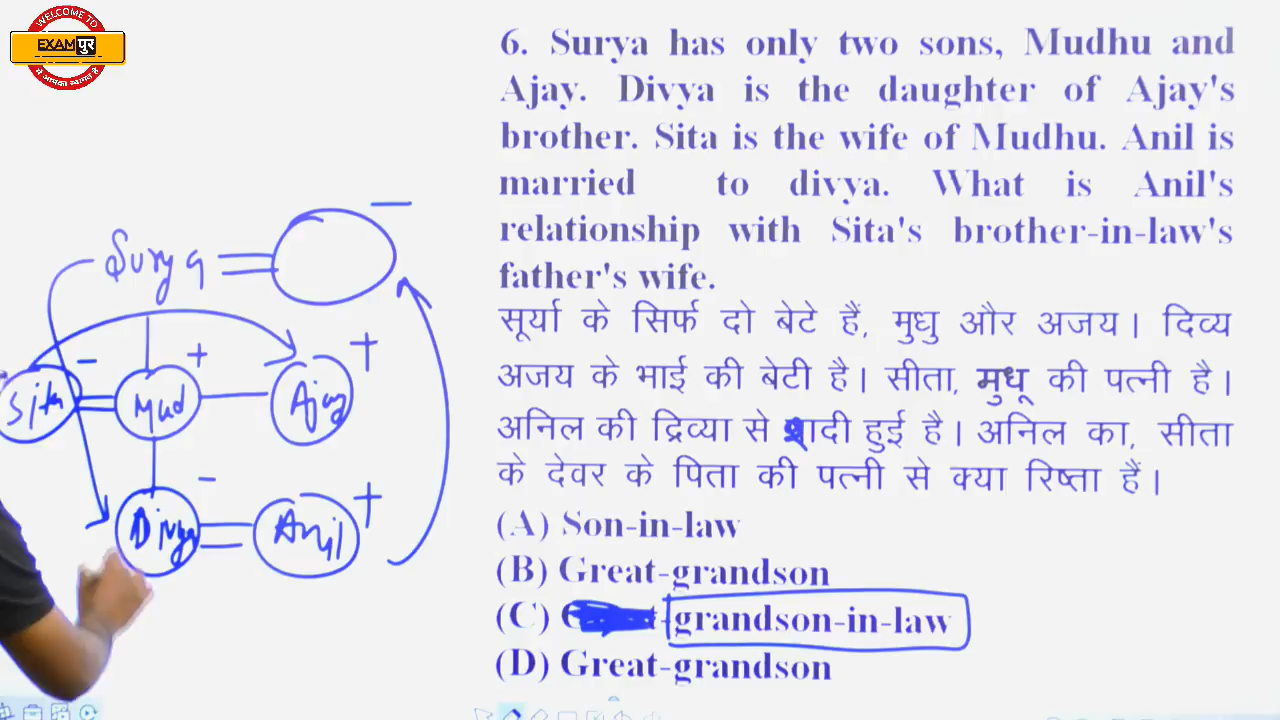 WELCOME TO
EXAMपुर
6. Surya has only two sons, Mudhu and
Ajay. Divya is the daughter of Ajay's
brother. Sita is the wife of Mudhu. Anil is
married to divya. What is Anil's
relationship with Sita's brother-in-law's
father's wife.
सूर्या के सिर्फ दो बेटे हैं, मुधु और अजय। दिव्य
अजय के भाई की बेटी है। सीता, मुधू की पत्नी है।
अनिल की द्रिव्या से शादी हुई है। अनिल का, सीता
के देवर के पिता की पत्नी से क्या रिष्ता हैं।
(A) Son-in-law
(B) Great-grandson
(C) grandson-in-law
(D) Great-grandson
Surya
Sita
Mud
Ajay
Divya
Anil